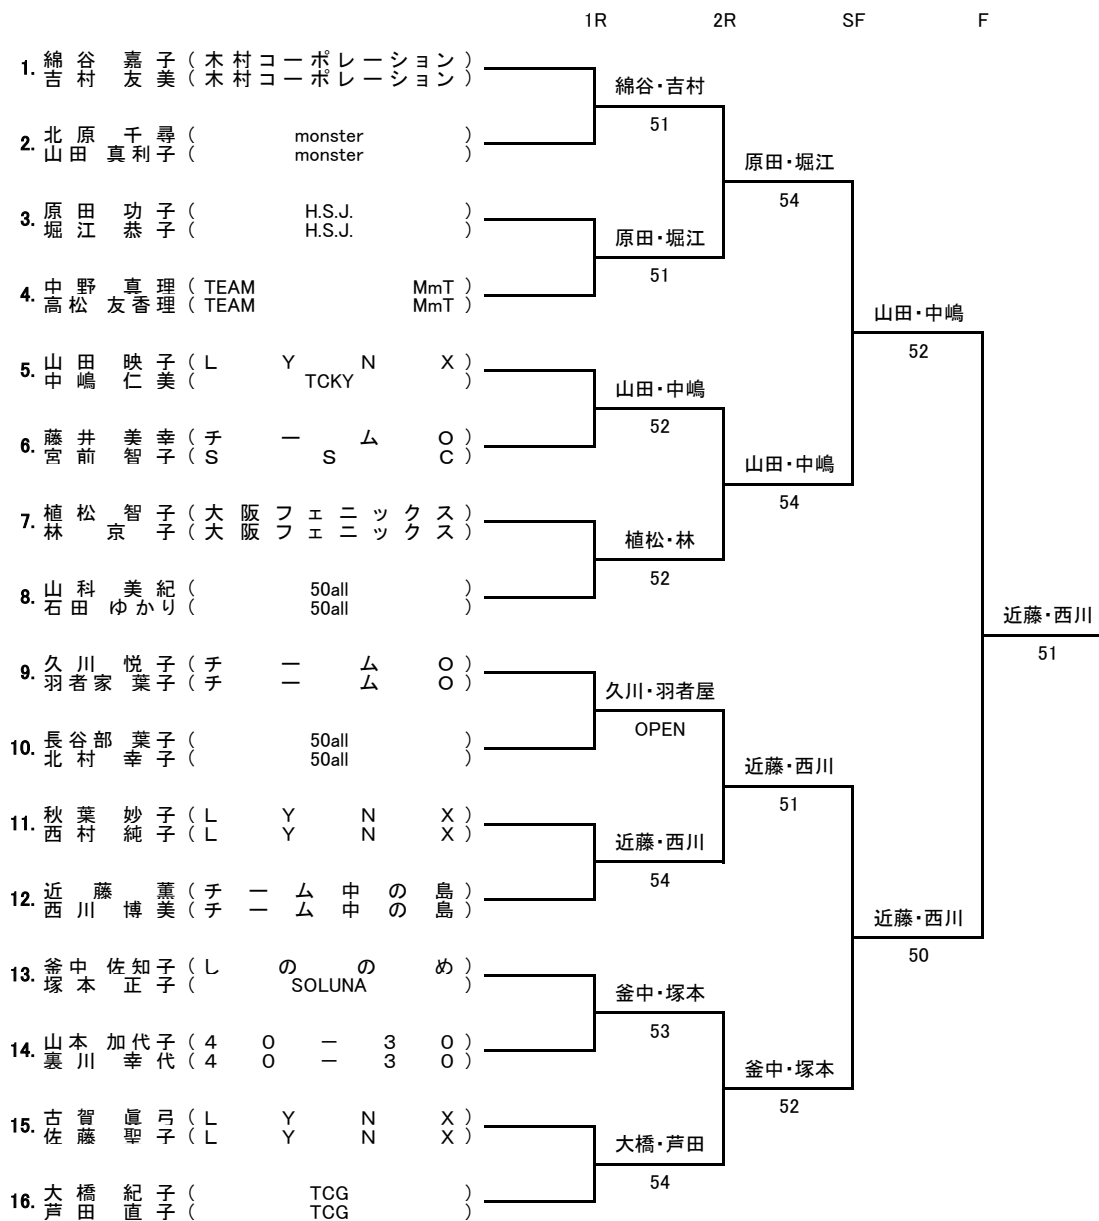 1R 2R SF F
1. 綿谷 嘉子 ( 木村コーポレーション )
吉村 友美 ( 木村コーポレーション )
綿谷・吉村
51
2. 北原 千尋 ( monster )
山田 真利子 ( monster )
原田・堀江
54
3. 原田 功子 ( H.S.J. )
堀江 恭子 ( H.S.J. )
原田・堀江
51
4. 中野 真理 ( TEAM MmT )
高松 友香理 ( TEAM MmT )
山田・中嶋
52
5. 山田 映子 ( LYNX )
中嶋 仁美 ( TCKY )
山田・中嶋
52
6. 藤井 美幸 ( チームO )
宮前 智子 ( SSC )
山田・中嶋
54
7. 植松 智子 ( 大阪フェニックス )
林 京子 ( 大阪フェニックス )
植松・林
52
8. 山科 美紀 ( 50all )
石田 ゆかり ( 50all )
近藤・西川
51
9. 久川 悦子 ( チームO )
羽者家 葉子 ( チームO )
久川・羽者屋
OPEN
10. 長谷部 葉子 ( 50all )
北村 幸子 ( 50all )
近藤・西川
51
11. 秋葉 妙子 ( LYNX )
西村 純子 ( LYNX )
近藤・西川
54
12. 近藤 薫 ( チーム中の島 )
西川 博美 ( チーム中の島 )
近藤・西川
50
13. 釜中 佐知子 ( しののめ )
塚本 正子 ( SOLUNA )
釜中・塚本
53
14. 山本 加代子 ( 40－30 )
裏川 幸代 ( 40－30 )
釜中・塚本
52
15. 古賀 眞弓 ( LYNX )
佐藤 聖子 ( LYNX )
大橋・芦田
54
16. 大橋 紀子 ( TCG )
芦田 直子 ( TCG )